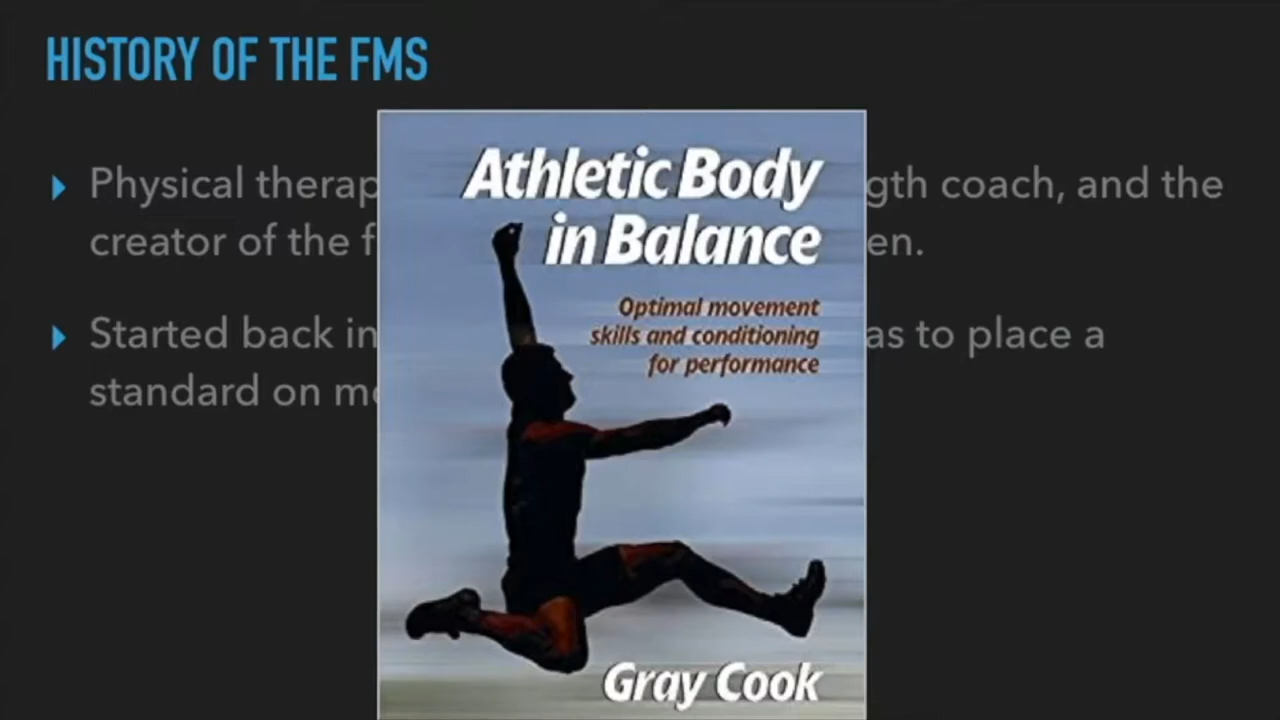 HISTORY OF THE FMS
Physical therap
gth coach, and the
creator of the f
en.
Started back in
as to place a
standard on m
Athletic Body
in Balance
Optimal movement
skills and conditioning
for performance
Gray Cook